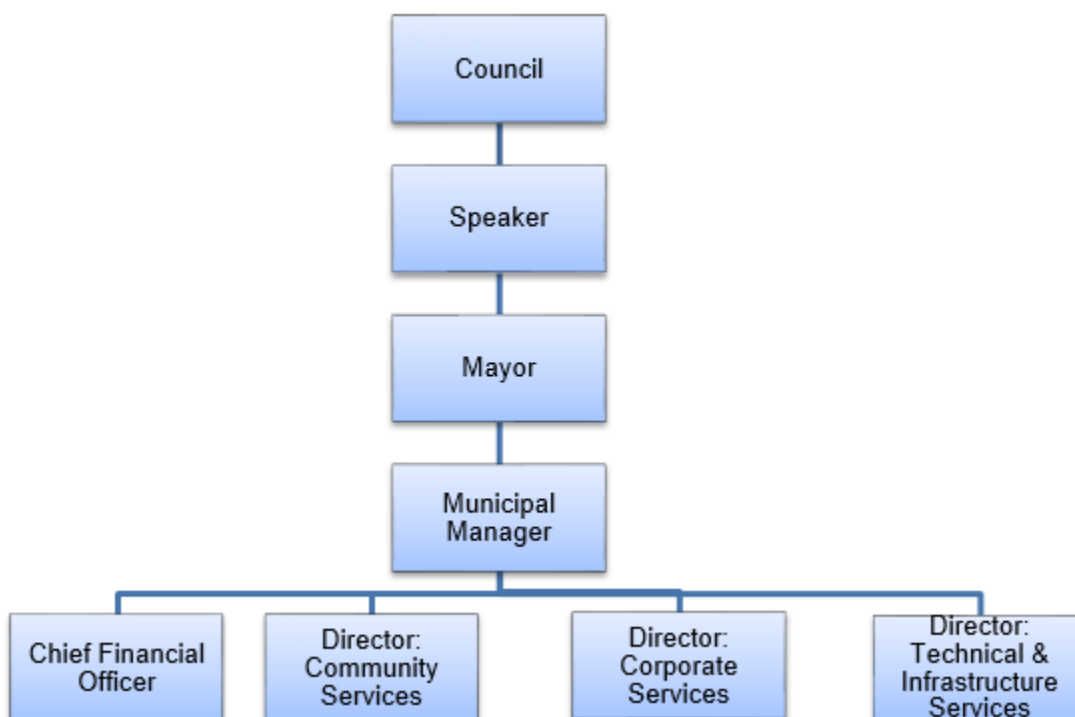 Council
Speaker
Mayor
Municipal
Manager
Chief Financial
Officer
Director:
Community
Services
Director:
Corporate
Services
Director:
Technical &
Infrastructure
Services